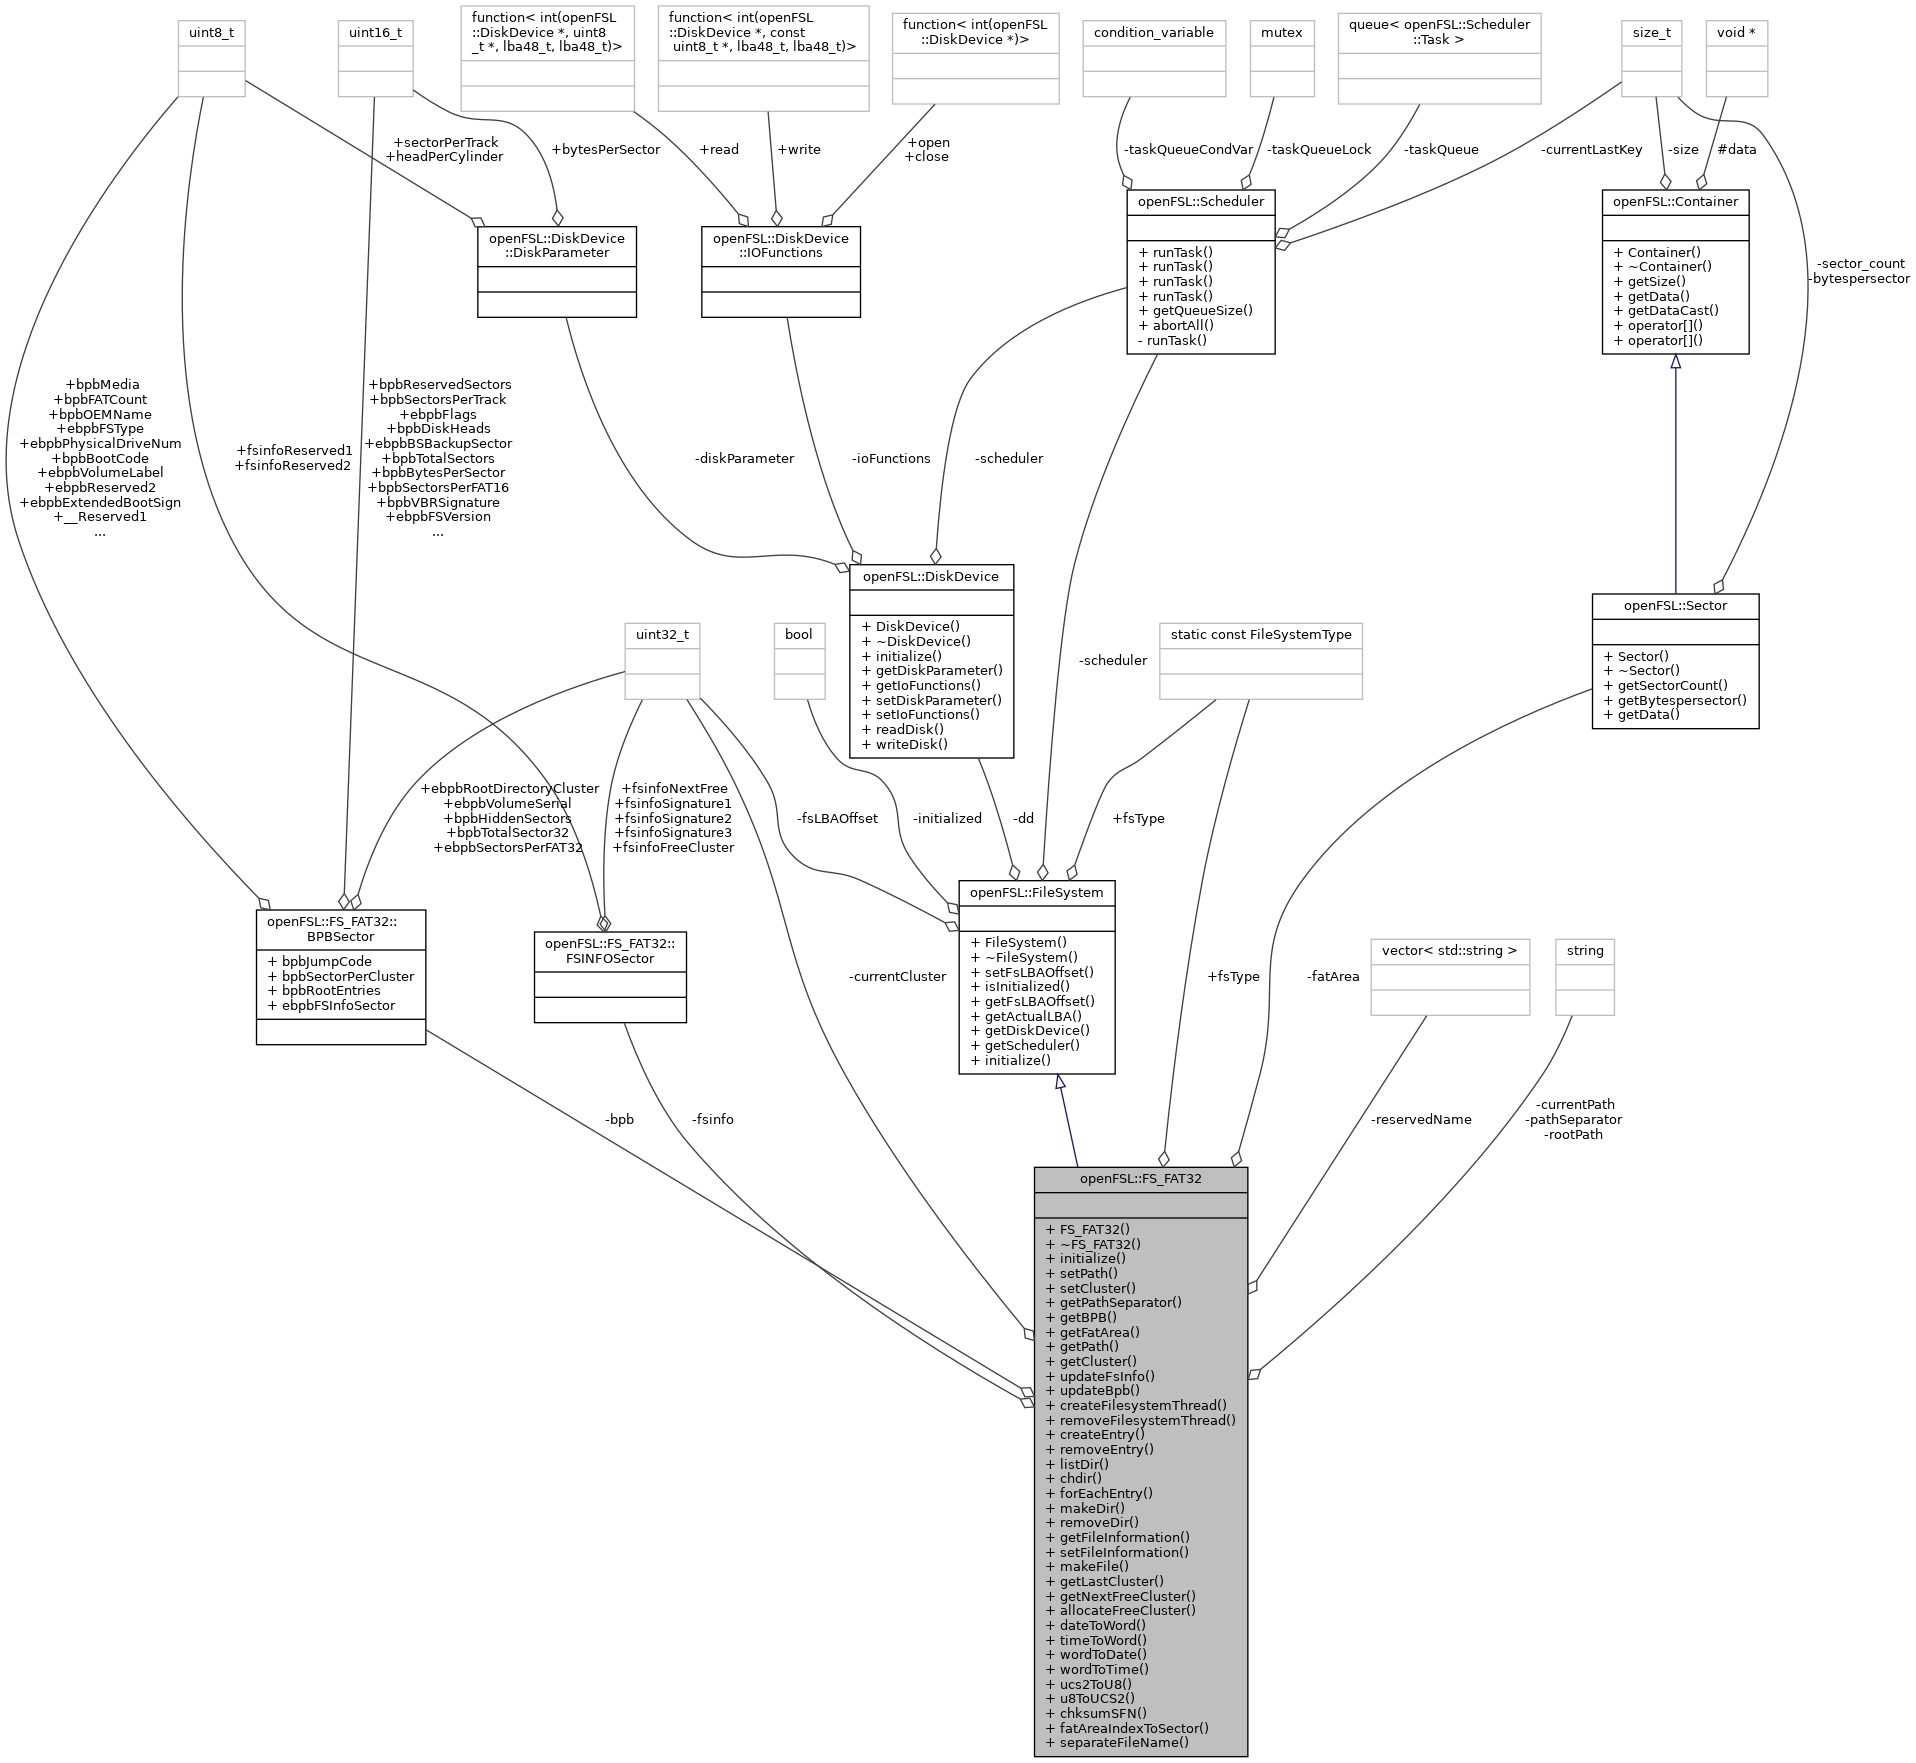 uint8_t
uint16_t
function< int(openFSL
::DiskDevice *, uint8
_t *, lba48_t, lba48_t)>
function< int(openFSL
::DiskDevice *, const
uint8_t *, lba48_t, lba48_t)>
function< int(openFSL
::DiskDevice *)>
condition_variable
mutex
queue< openFSL::Scheduler
::Task >
size_t
void *
+sectorPerTrack
+headPerCylinder
+bytesPerSector
+read
+write
+open
+close
-taskQueueCondVar
-taskQueueLock
-taskQueue
-currentLastKey
-size
#data
openFSL::DiskDevice
::DiskParameter
openFSL::DiskDevice
::IOFunctions
openFSL::Scheduler
+ runTask()
+ runTask()
+ runTask()
+ runTask()
+ getQueueSize()
+ abortAll()
- runTask()
openFSL::Container
+ Container()
+ ~Container()
+ getSize()
+ getData()
+ getDataCast()
+ operator[]()
+ operator[]()
-sector_count
-bytespersector
+bpbMedia
+bpbFATCount
+bpbOEMName
+ebpbFSType
+ebpbPhysicalDriveNum
+bpbBootCode
+ebpbVolumeLabel
+ebpbReserved2
+ebpbExtendedBootSign
+__Reserved1
...
+fsinfoReserved1
+fsinfoReserved2
+bpbReservedSectors
+bpbSectorsPerTrack
+ebpbFlags
+bpbDiskHeads
+ebpbBSBackupSector
+bpbTotalSectors
+bpbBytesPerSector
+bpbSectorsPerFAT16
+bpbVBRSignature
+ebpbFSVersion
...
-diskParameter
-ioFunctions
-scheduler
openFSL::DiskDevice
+ DiskDevice()
+ ~DiskDevice()
+ initialize()
+ getDiskParameter()
+ getIoFunctions()
+ setDiskParameter()
+ setIoFunctions()
+ readDisk()
+ writeDisk()
openFSL::Sector
+ Sector()
+ ~Sector()
+ getSectorCount()
+ getBytespersector()
+ getData()
uint32_t
bool
-scheduler
static const FileSystemType
+ebpbRootDirectoryCluster
+ebpbVolumeSerial
+bpbHiddenSectors
+bpbTotalSector32
+ebpbSectorsPerFAT32
+fsinfoNextFree
+fsinfoSignature1
+fsinfoSignature2
+fsinfoSignature3
+fsinfoFreeCluster
-fsLBAOffset
-initialized
-dd
+fsType
openFSL::FS_FAT32::
BPBSector
+ bpbJumpCode
+ bpbSectorPerCluster
+ bpbRootEntries
+ ebpbFSInfoSector
openFSL::FS_FAT32::
FSINFOSector
openFSL::FileSystem
+ FileSystem()
+ ~FileSystem()
+ setFsLBAOffset()
+ isInitialized()
+ getFsLBAOffset()
+ getActualLBA()
+ getDiskDevice()
+ getScheduler()
+ initialize()
-currentCluster
+fsType
-fatArea
vector< std::string >
string
-bpb
-fsinfo
-reservedName
-currentPath
-pathSeparator
-rootPath
openFSL::FS_FAT32
+ FS_FAT32()
+ ~FS_FAT32()
+ initialize()
+ setPath()
+ setCluster()
+ getPathSeparator()
+ getBPB()
+ getFatArea()
+ getPath()
+ getCluster()
+ updateFsInfo()
+ updateBpb()
+ createFilesystemThread()
+ removeFilesystemThread()
+ createEntry()
+ removeEntry()
+ listDir()
+ chdir()
+ forEachEntry()
+ makeDir()
+ removeDir()
+ getFileInformation()
+ setFileInformation()
+ makeFile()
+ getLastCluster()
+ getNextFreeCluster()
+ allocateFreeCluster()
+ dateToWord()
+ timeToWord()
+ wordToDate()
+ wordToTime()
+ ucs2ToU8()
+ u8ToUCS2()
+ chksumSFN()
+ fatAreaIndexToSector()
+ separateFileName()